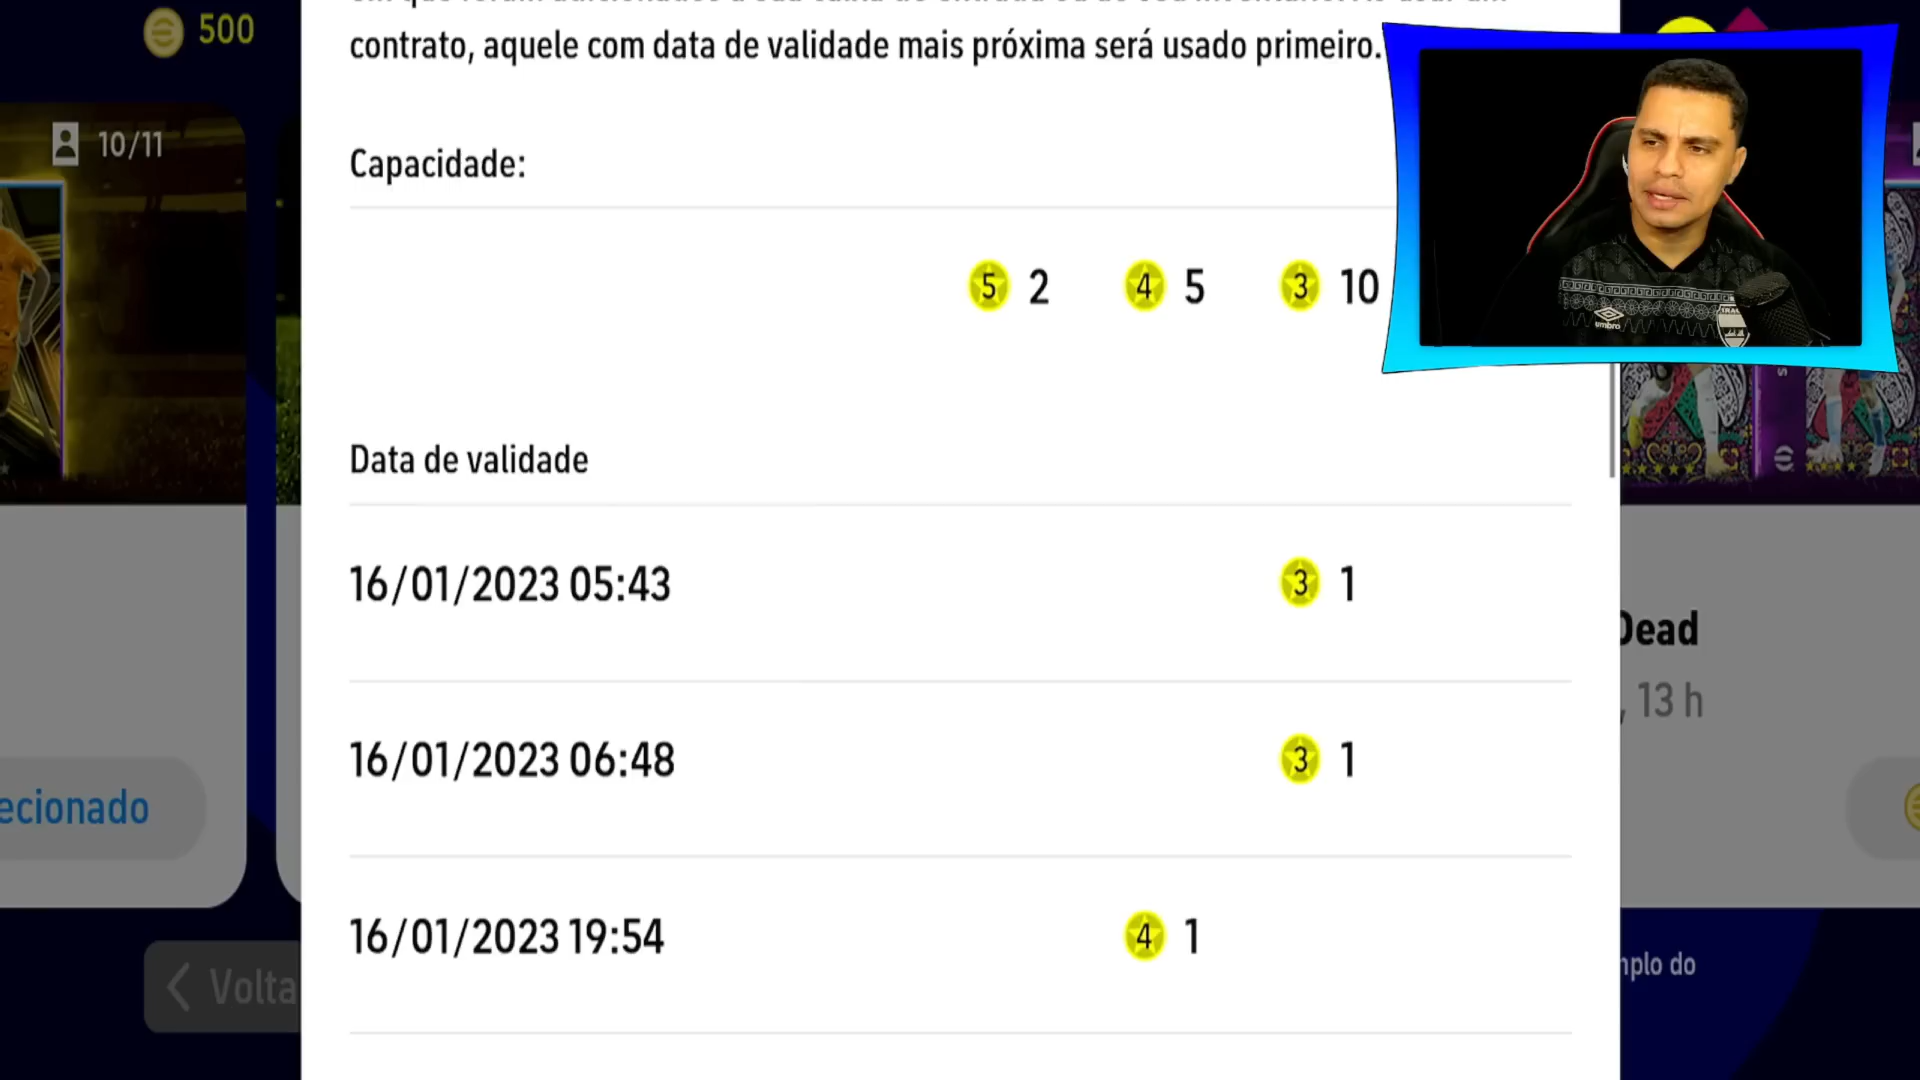 500
contrato, aquele com data de validade mais próxima será usado primeiro.
10/11
Capacidade:
5 2 4 5 3 10
umbro
Data de validade
16/01/2023 05:43 3 1
Dead
16/01/2023 06:48 3 1
, 13 h
ecionado
16/01/2023 19:54 4 1
Volta
nplo do